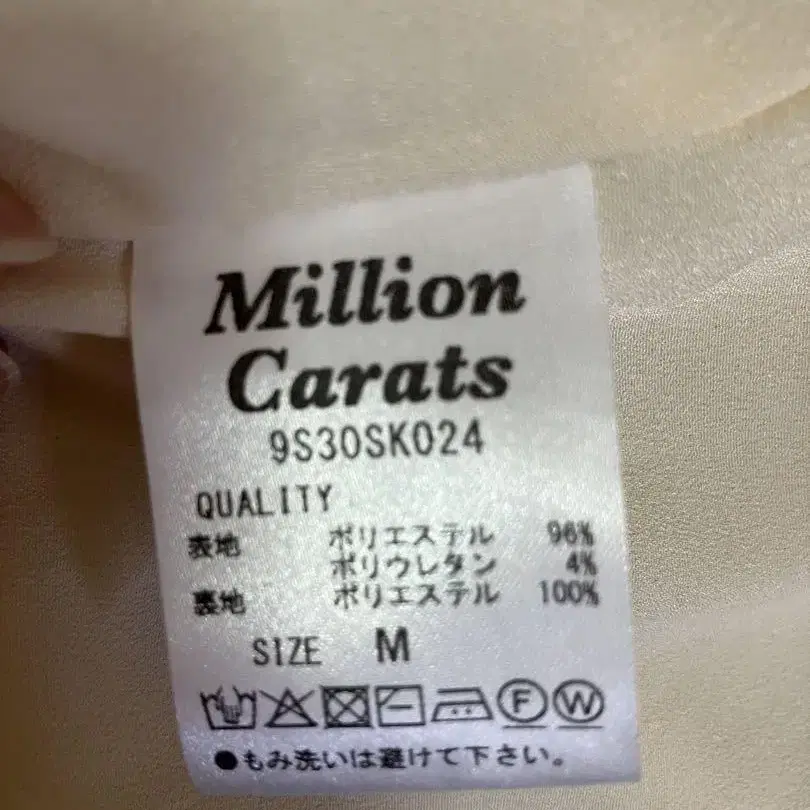 Million
Carats
9S30SK024
QUALITY
表地 ポリエステル 96%
ポリウレタン 4%
裏地 ポリエステル 100%
SIZE M
F W
●もみ洗いは避けて下さい。